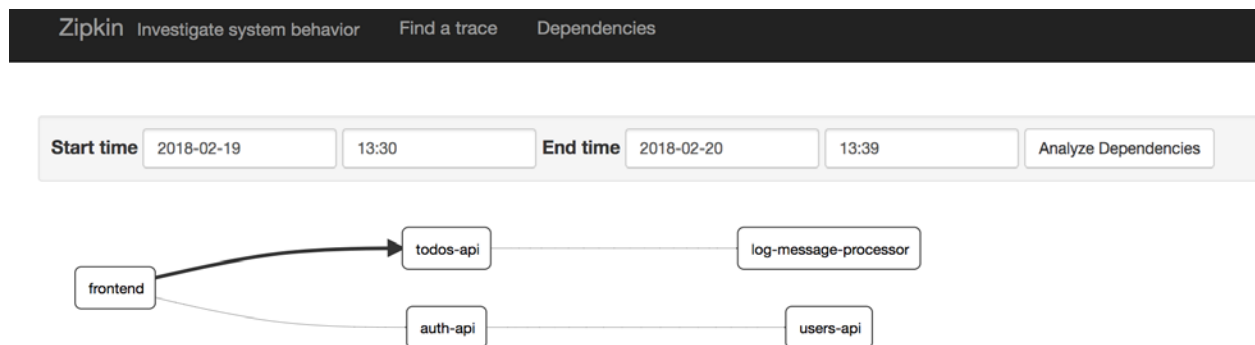 Zipkin Investigate system behavior Find a trace Dependencies
Start time 2018-02-19 13:30 End time 2018-02-20 13:39 Analyze Dependencies
todos-api log-message-processor
frontend
auth-api users-api